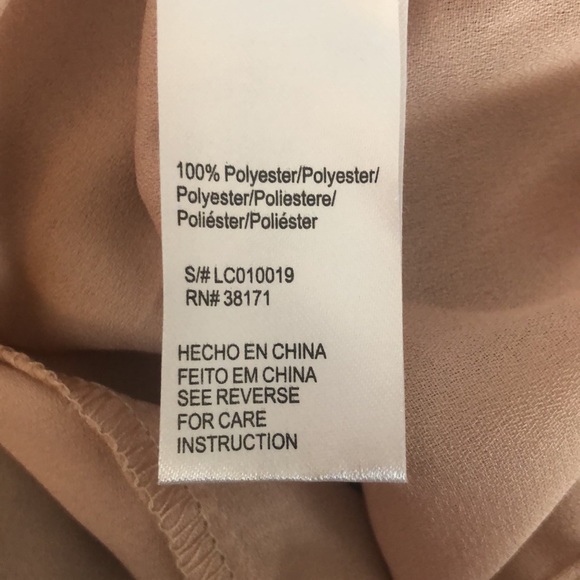 100% Polyester/Polyester/
Polyester/Poliestere/
Poliéster/Poliéster
S/# LC010019
RN# 38171
HECHO EN CHINA
FEITO EM CHINA
SEE REVERSE
FOR CARE
INSTRUCTION